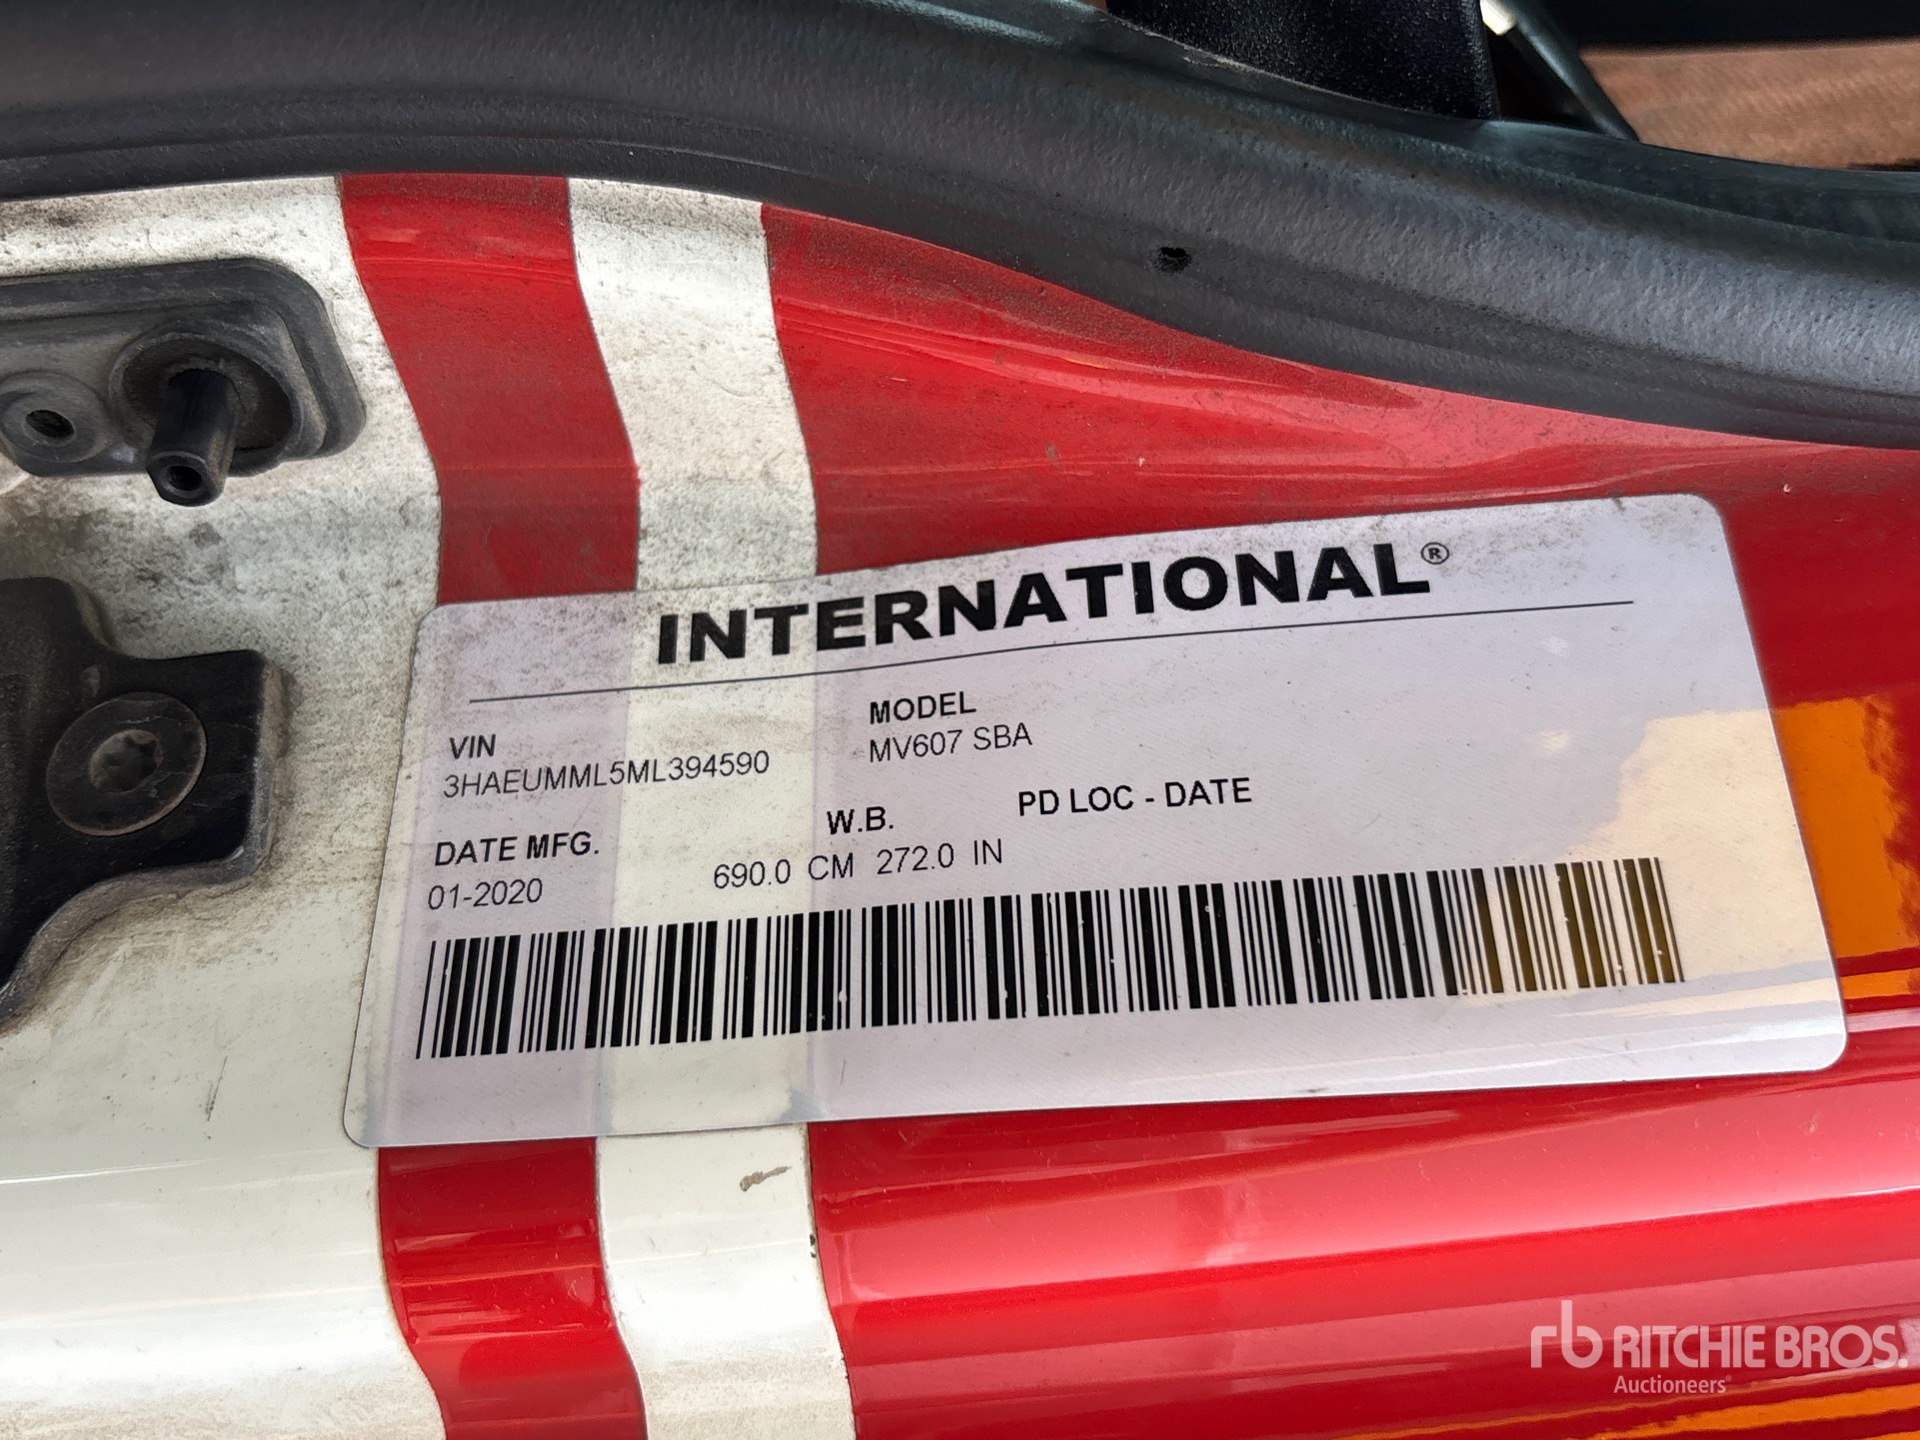 INTERNATIONAL®
VIN
3HAEUMML5ML394590
MODEL
MV607 SBA
DATE MFG.
01-2020
W.B.
690.0 CM 272.0 IN
PD LOC - DATE
rb RITCHIE BROS.
Auctioneers